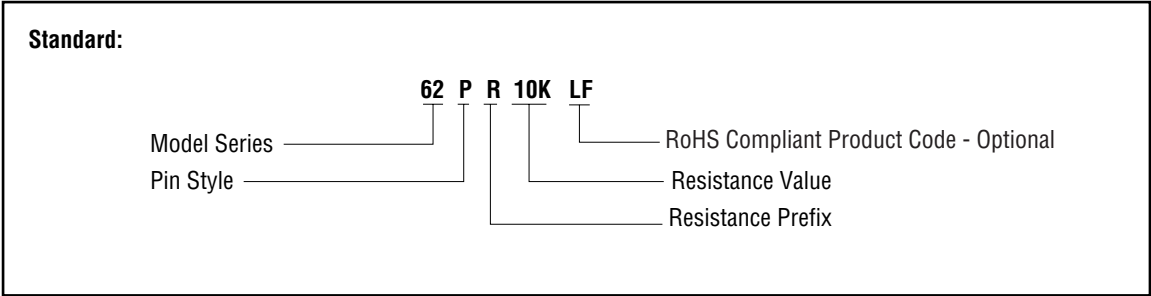 Standard:
62 P R 10K LF
Model Series
RoHS Compliant Product Code - Optional
Pin Style
Resistance Value
Resistance Prefix